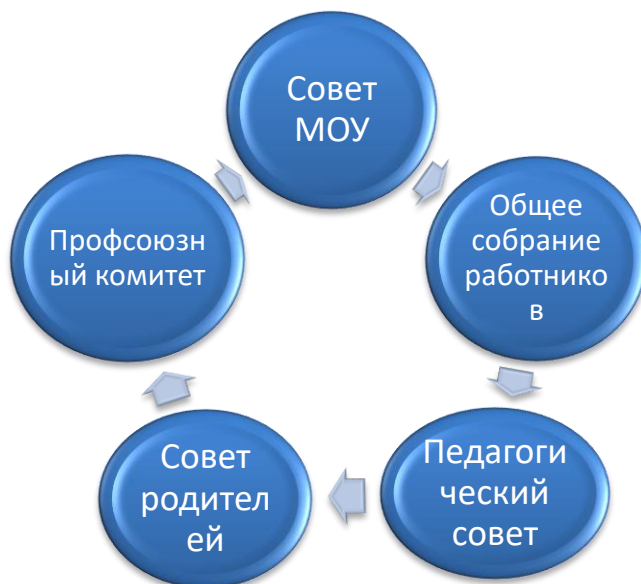 Совет
МОУ
Общее
собрание
работнико
в
Педагоги
ческий
совет
Совет
родител
ей
Профсоюзн
ый комитет